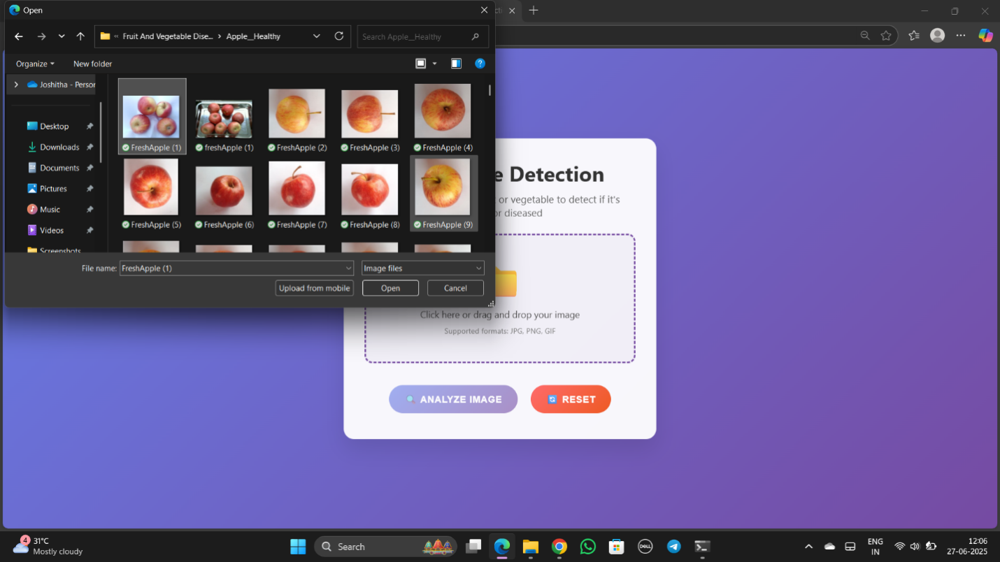 Open
Fruit And Vegetable Dise... > Apple__Healthy
Search Apple__Healthy
Organize
New folder
Joshitha - Person
Desktop
Downloads
Documents
Pictures
Music
Videos
Screenshots
FreshApple (1)
freshApple (1)
FreshApple (2)
FreshApple (3)
FreshApple (4)
FreshApple (5)
FreshApple (6)
FreshApple (7)
FreshApple (8)
FreshApple (9)
File name:
FreshApple (1)
Image files
Upload from mobile
Open
Cancel
e Detection
or vegetable to detect if it's
or diseased
Click here or drag and drop your image
Supported formats: JPG, PNG, GIF
ANALYZE IMAGE
RESET
4
31°C
Mostly cloudy
Search
DELL
ENG
IN
12:06
27-06-2025